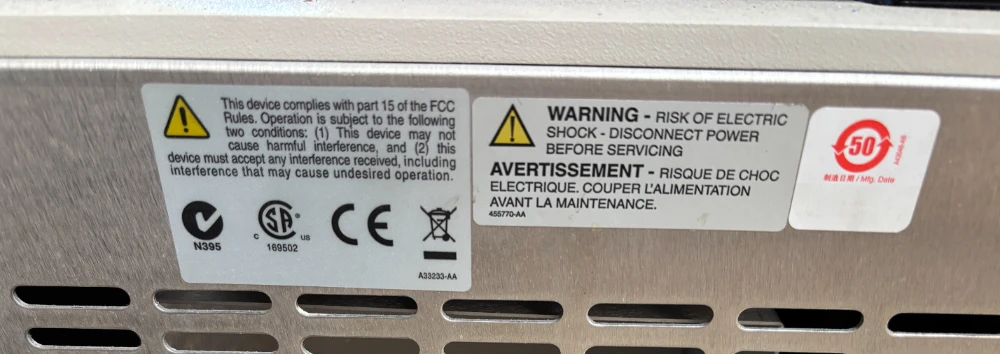 This device complies with part 15 of the FCC
Rules. Operation is subject to the following
two conditions: (1) This device may not
cause harmful interference, and (2) this
device must accept any interference received, including
interference that may cause undesired operation.
N395
C SA US
169502
CE
A33233-AA
WARNING - RISK OF ELECTRIC
SHOCK - DISCONNECT POWER
BEFORE SERVICING
AVERTISSEMENT - RISQUE DE CHOC
ELECTRIQUE. COUPER L'ALIMENTATION
AVANT LA MAINTENANCE.
455770-AA
50
制造日期 / Mfg. Date